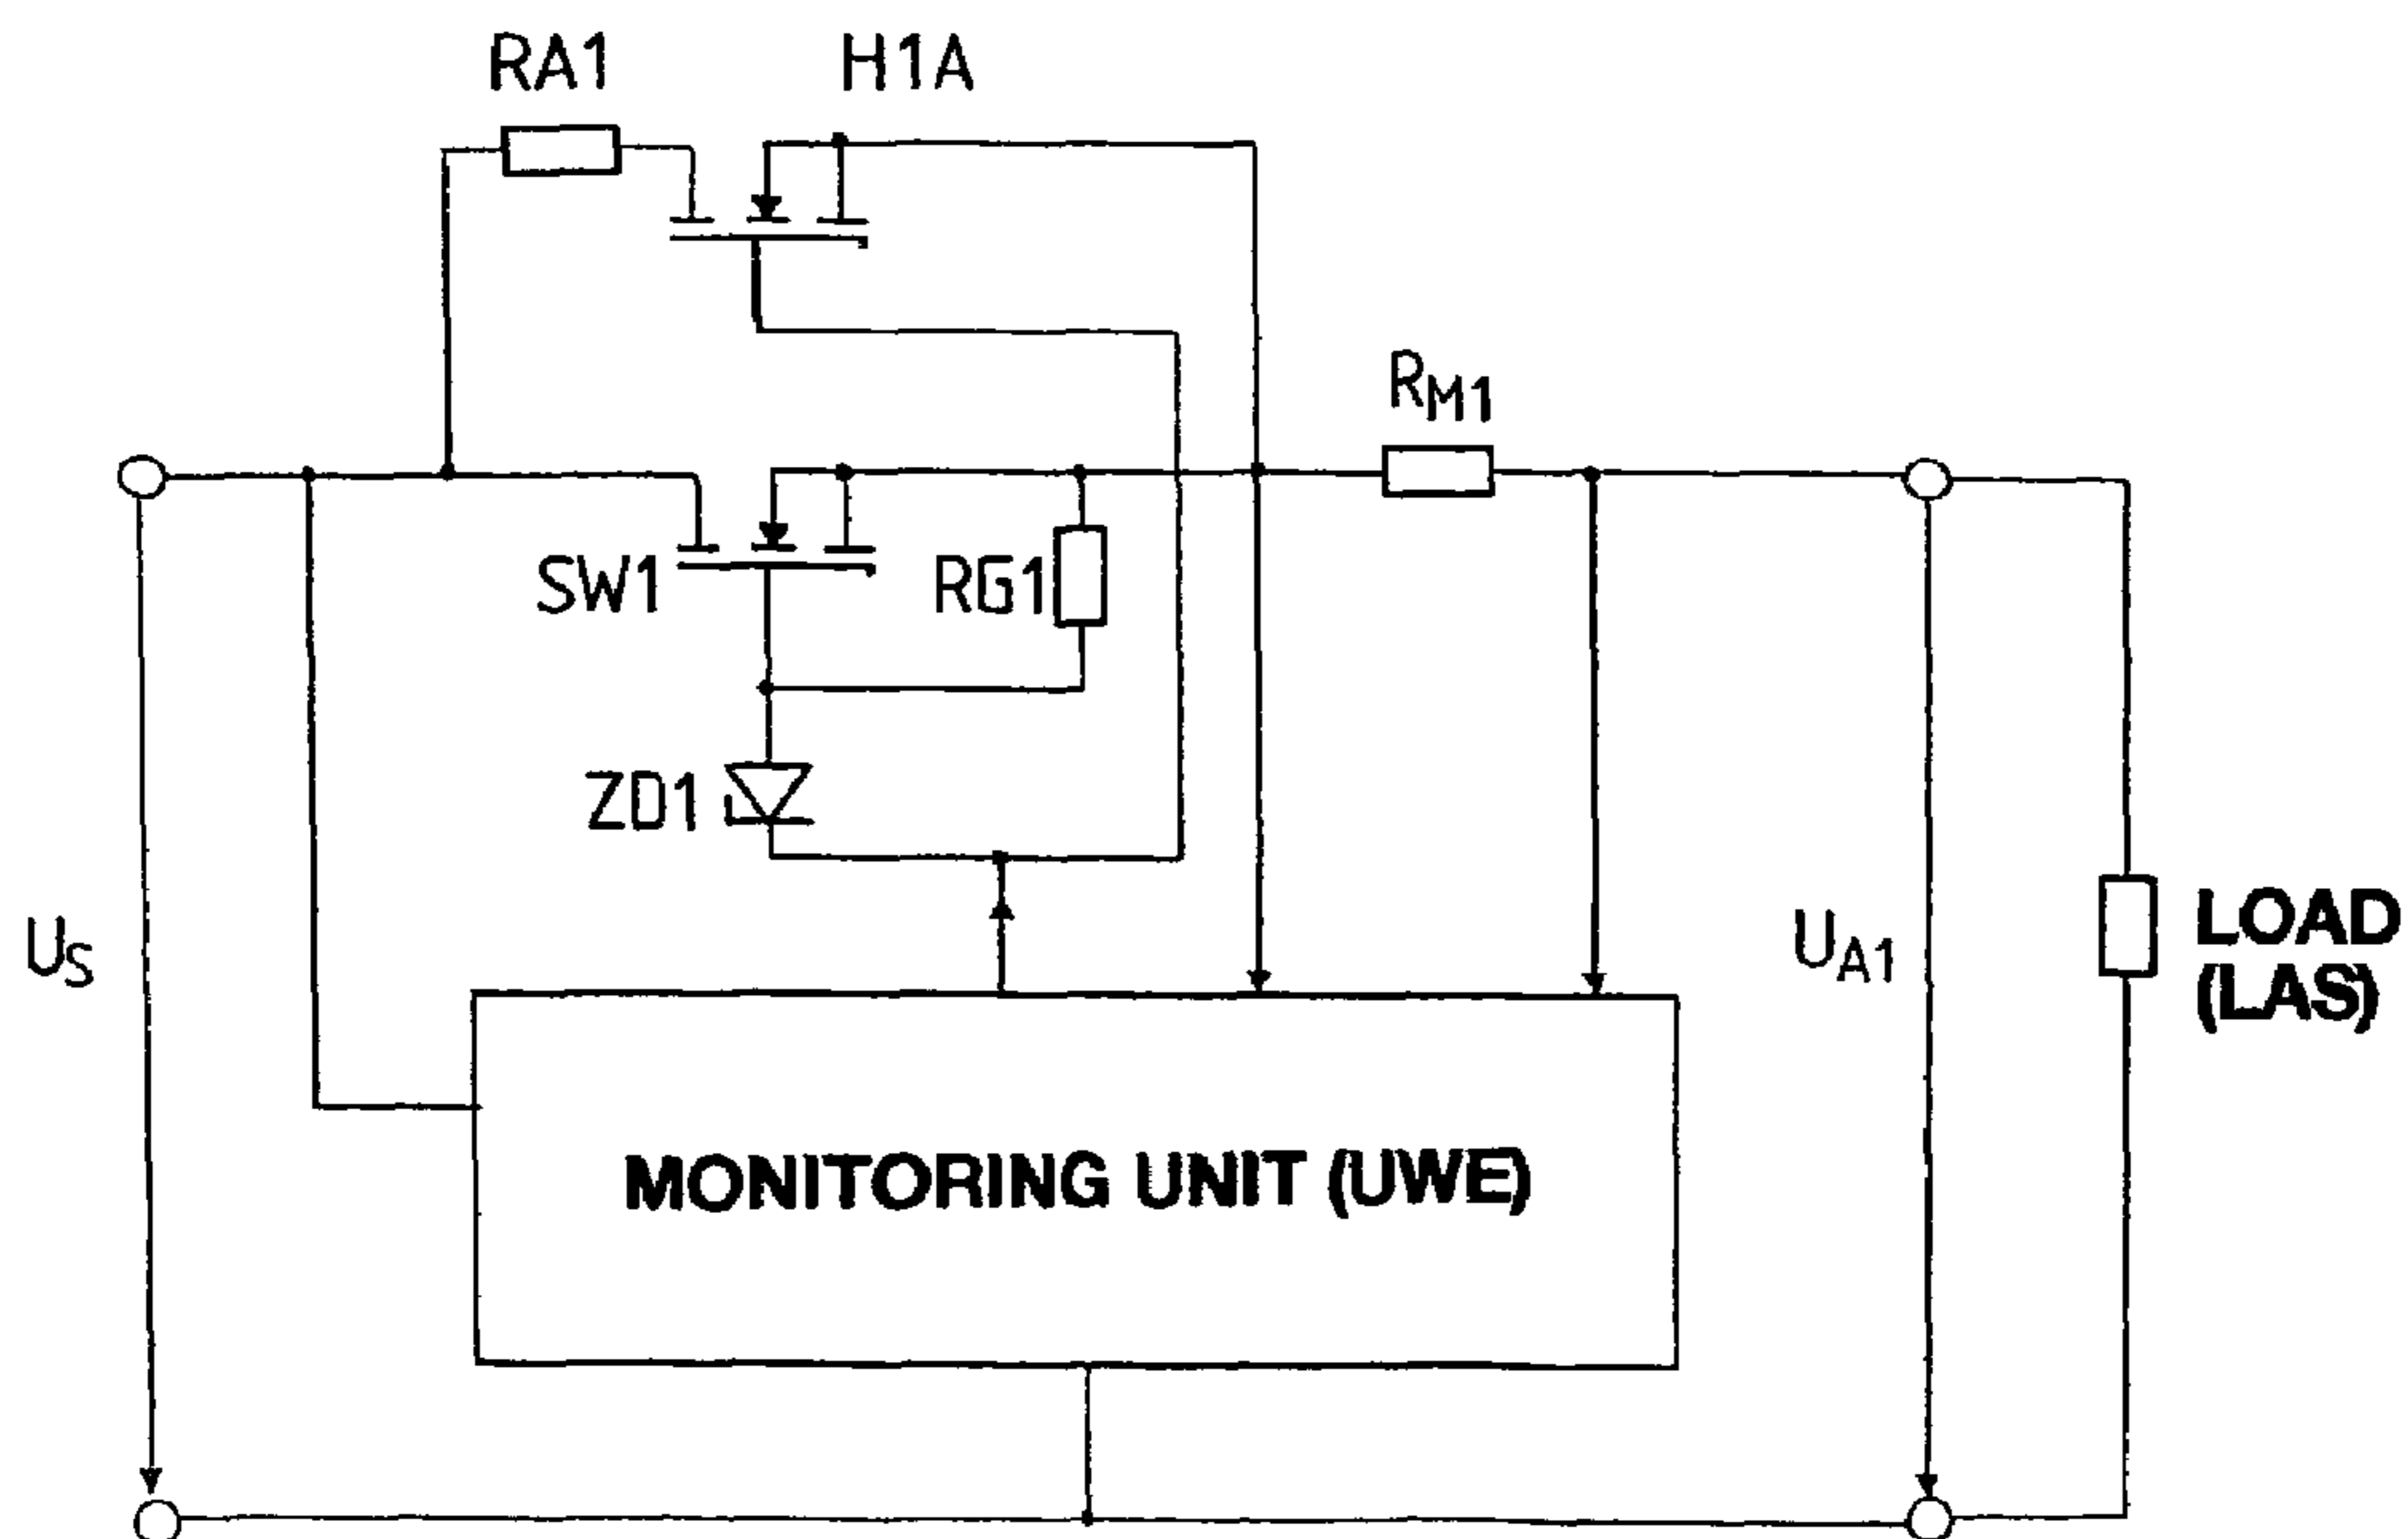 RA1
H1A
RM1
SW1
RG1
ZD1
US
UA1
LOAD
(LAS)
MONITORING UNIT (UWE)